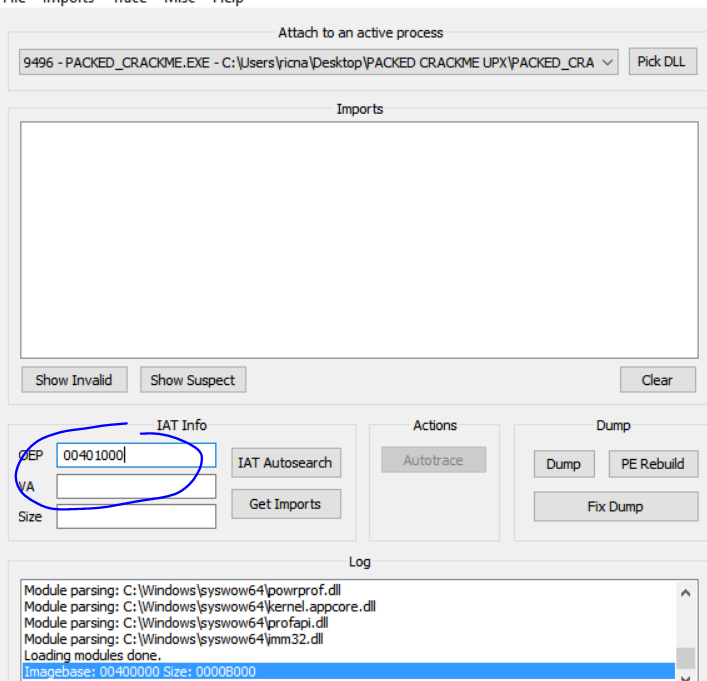 File Imports Trace Misc Help
Attach to an active process
9496 - PACKED_CRACKME.EXE - C:\Users\ricna\Desktop\PACKED CRACKME UPX\PACKED_CRA Pick DLL
Imports
Show Invalid Show Suspect Clear
IAT Info Actions Dump
OEP 00401000 IAT Autosearch Autotrace Dump PE Rebuild
VA
Size Get Imports Fix Dump
Log
Module parsing: C:\Windows\syswow64\powrprof.dll
Module parsing: C:\Windows\syswow64\kernel.appcore.dll
Module parsing: C:\Windows\syswow64\profapi.dll
Module parsing: C:\Windows\syswow64\imm32.dll
Loading modules done.
Imagebase: 00400000 Size: 0000B000